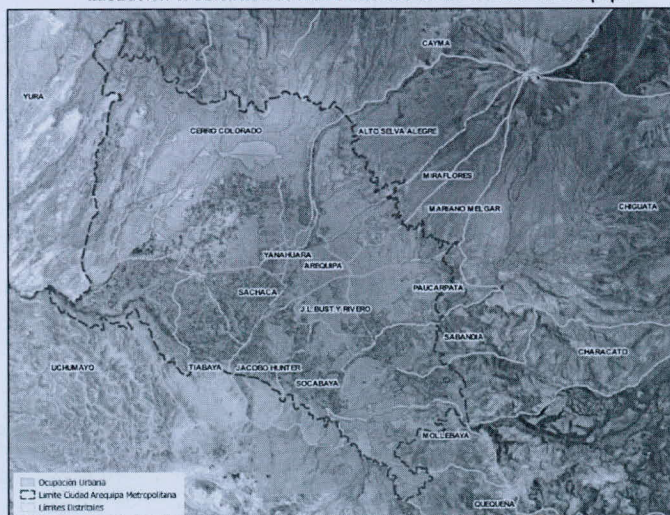 CAYMA
YURA
CERRO COLORADO
ALTO SELVA ALEGRE
MIRAFLORES
MARIANO MELGAR
CHIGUATA
YANAHUARA
AREQUIPA
SACHACA
PAUCARPATA
J.L. BUST. Y RIVERO
SABANDIA
CHARACATO
UCHUMAYO
TIABAYA
JACOBO HUNTER
SOCABAYA
MOLLEBAYA
QUEQUEÑA
Ocupación Urbana
Limite Ciudad Arequipa Metropolitana
Limites Distritales